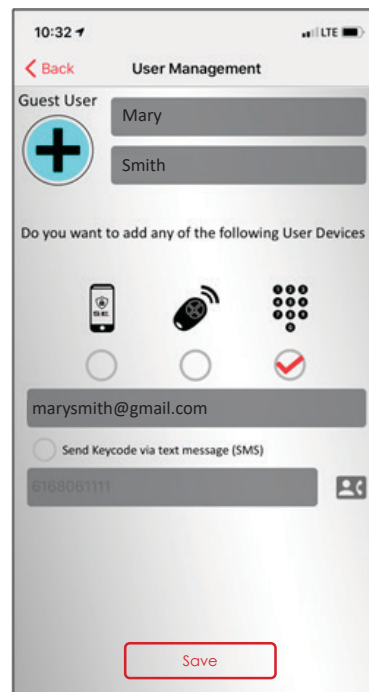 10:32 LTE
Back User Management
Guest User
Mary
Smith
Do you want to add any of the following User Devices
marysmith@gmail.com
Send Keycode via text message (SMS)
6168061111
Save